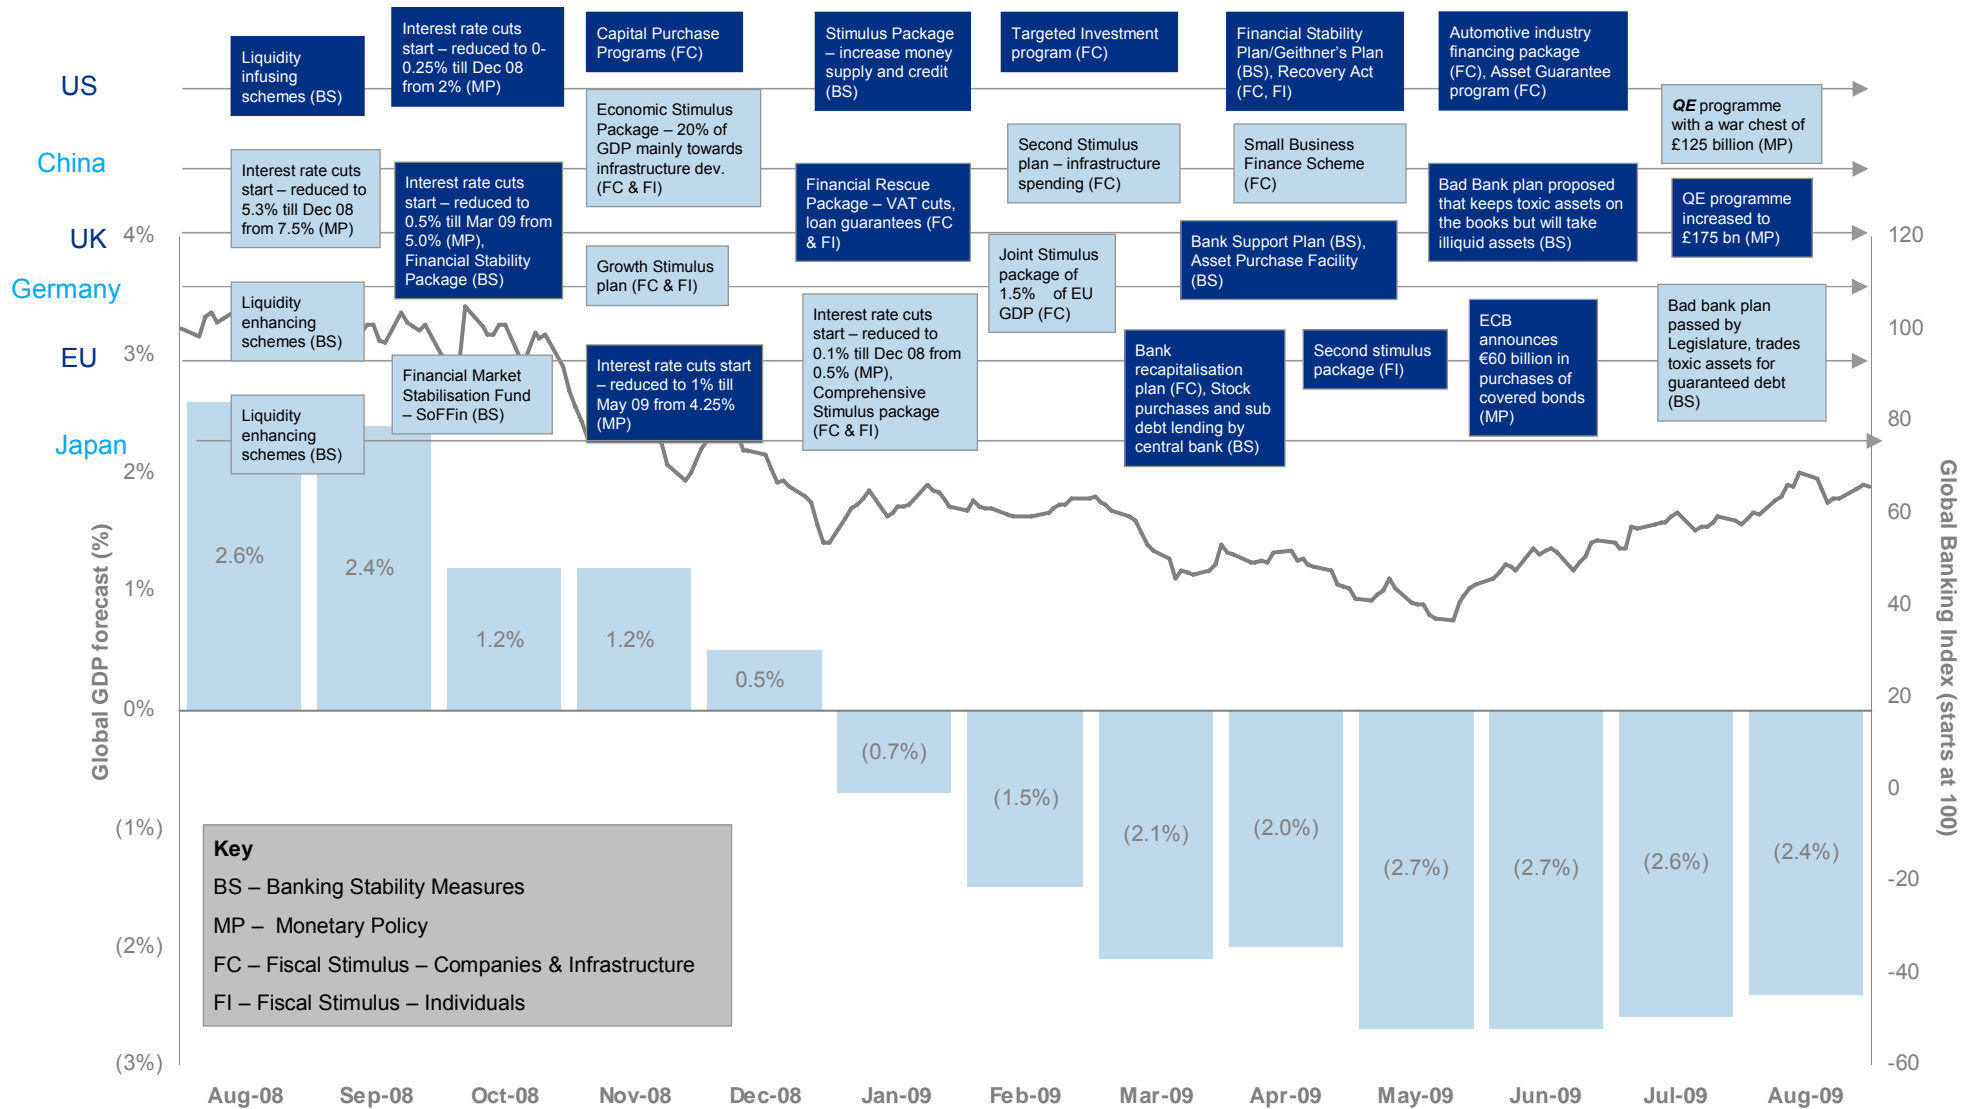 US
Liquidity
infusing
schemes (BS)
Interest rate cuts
start – reduced to 0-
0.25% till Dec 08
from 2% (MP)
Capital Purchase
Programs (FC)
Stimulus Package
– increase money
supply and credit
(BS)
Targeted Investment
program (FC)
Financial Stability
Plan/Geithner's Plan
(BS), Recovery Act
(FC, FI)
Automotive industry
financing package
(FC), Asset Guarantee
program (FC)
China
Interest rate cuts
start – reduced to
5.3% till Dec 08
from 7.5% (MP)
Economic Stimulus
Package – 20% of
GDP mainly towards
infrastructure dev.
(FC & FI)
Second Stimulus
plan – infrastructure
spending (FC)
Small Business
Finance Scheme
(FC)
QE programme
with a war chest of
£125 billion (MP)
UK
Interest rate cuts
start – reduced to
0.5% till Mar 09 from
5.0% (MP),
Financial Stability
Package (BS)
Financial Rescue
Package – VAT cuts,
loan guarantees (FC
& FI)
Bank Support Plan (BS),
Asset Purchase Facility
(BS)
Bad Bank plan proposed
that keeps toxic assets on
the books but will take
illiquid assets (BS)
QE programme
increased to
£175 bn (MP)
Germany
Liquidity
enhancing
schemes (BS)
Financial Market
Stabilisation Fund
– SoFFin (BS)
Growth Stimulus
plan (FC & FI)
Joint Stimulus
package of
1.5% of EU
GDP (FC)
Bad bank plan
passed by
Legislature, trades
toxic assets for
guaranteed debt
(BS)
EU
Interest rate cuts start
– reduced to 1% till
May 09 from 4.25%
(MP)
Second stimulus
package (FI)
ECB
announces
€60 billion in
purchases of
covered bonds
(MP)
Japan
Liquidity
enhancing
schemes (BS)
Interest rate cuts
start – reduced to
0.1% till Dec 08 from
0.5% (MP),
Comprehensive
Stimulus package
(FC & FI)
Bank
recapitalisation
plan (FC), Stock
purchases and sub
debt lending by
central bank (BS)
Global GDP forecast (%)
4%
3%
2%
1%
0%
(1%)
(2%)
(3%)
2.6%
2.4%
1.2%
1.2%
0.5%
(0.7%)
(1.5%)
(2.1%)
(2.0%)
(2.7%)
(2.7%)
(2.6%)
(2.4%)
Global Banking Index (starts at 100)
120
100
80
60
40
20
0
-20
-40
-60
Key
BS – Banking Stability Measures
MP – Monetary Policy
FC – Fiscal Stimulus – Companies & Infrastructure
FI – Fiscal Stimulus – Individuals
Aug-08
Sep-08
Oct-08
Nov-08
Dec-08
Jan-09
Feb-09
Mar-09
Apr-09
May-09
Jun-09
Jul-09
Aug-09